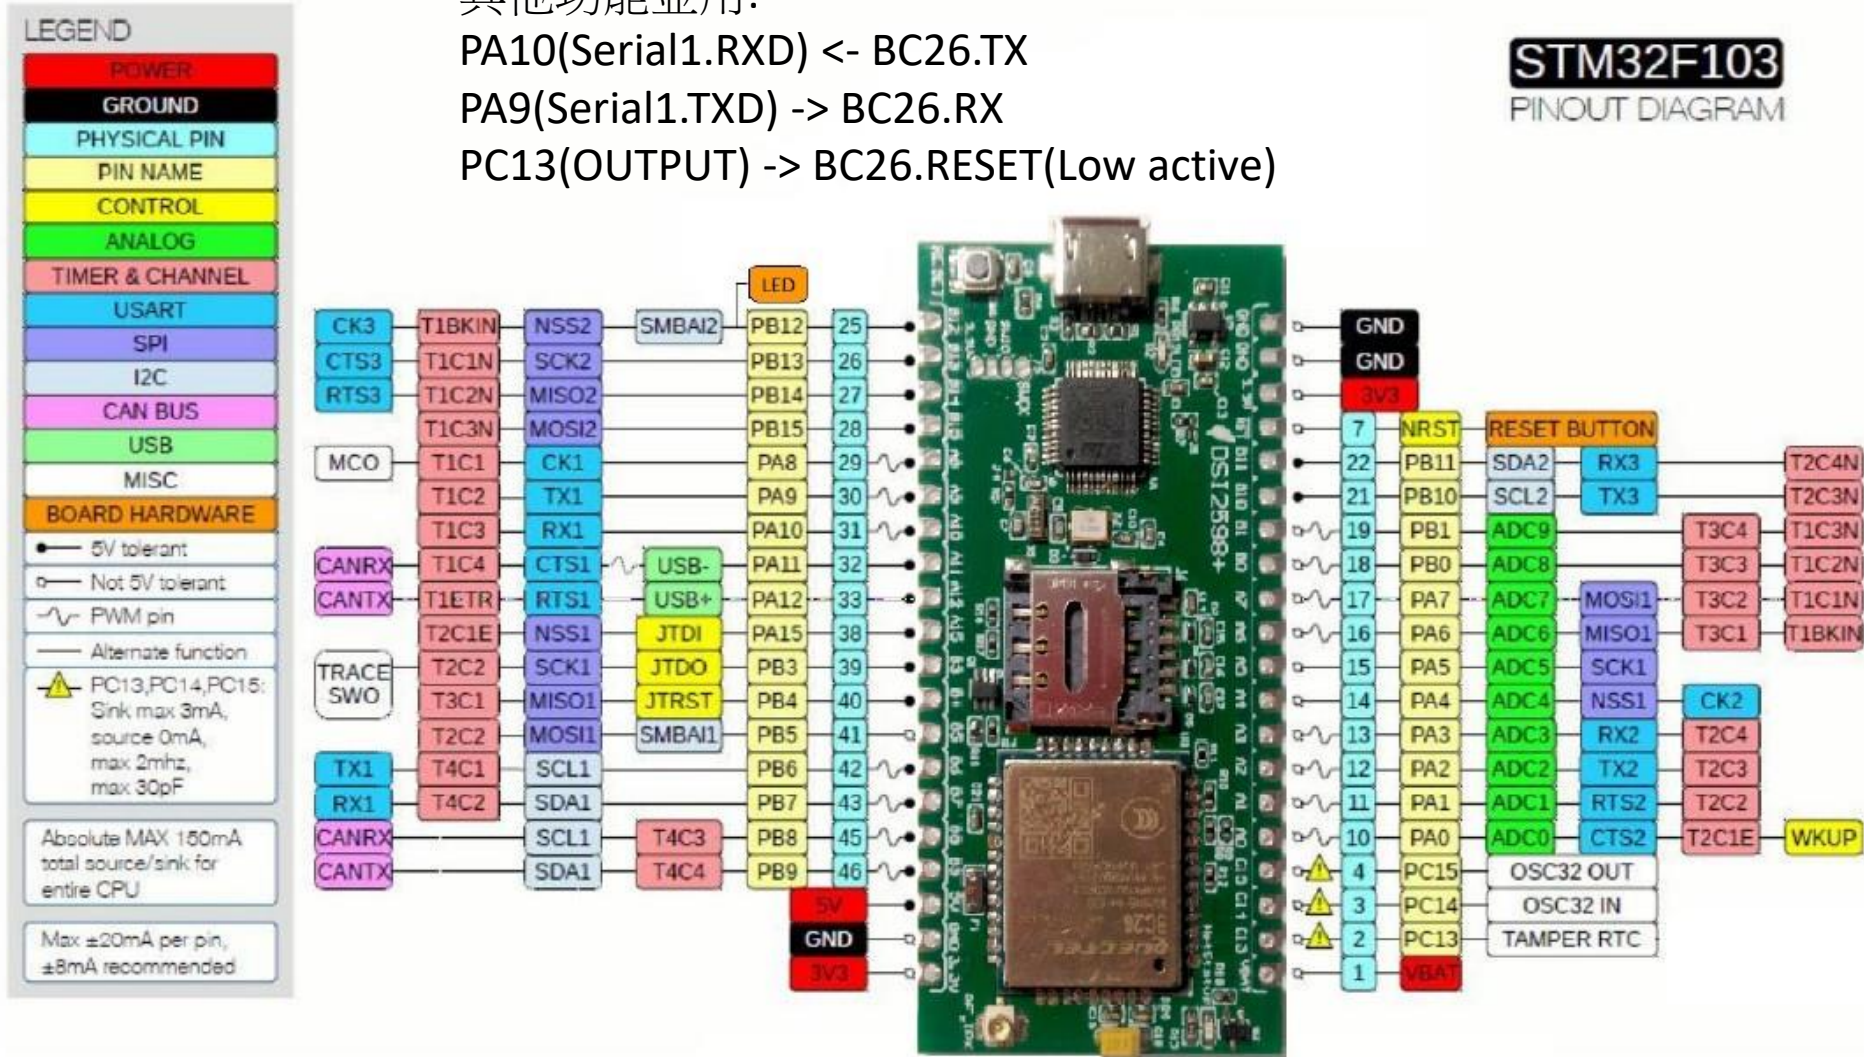 PA10(Serial1.RXD) <- BC26.TX
PA9(Serial1.TXD) -> BC26.RX
PC13(OUTPUT) -> BC26.RESET(Low active)
STM32F103
PINOUT DIAGRAM
LEGEND
POWER
GROUND
PHYSICAL PIN
PIN NAME
CONTROL
ANALOG
TIMER & CHANNEL
USART
SPI
I2C
CAN BUS
USB
MISC
BOARD HARDWARE
5V tolerant
Not 5V tolerant
PWM pin
Alternate function
PC13,PC14,PC15:
Sink max 3mA,
source 0mA,
max 2mhz,
max 30pF
Absolute MAX 150mA
total source/sink for
entire CPU
Max ±20mA per pin,
±8mA recommended
LED
CK3 T1BKIN NSS2 SMBAI2 PB12 25
CTS3 T1C1N SCK2 PB13 26
RTS3 T1C2N MISO2 PB14 27
T1C3N MOSI2 PB15 28
MCO T1C1 CK1 PA8 29
T1C2 TX1 PA9 30
T1C3 RX1 PA10 31
CANRX T1C4 CTS1 USB- PA11 32
CANTX T1ETR RTS1 USB+ PA12 33
T2C1E NSS1 JTDI PA15 38
TRACE SWO T2C2 SCK1 JTDO PB3 39
T3C1 MISO1 JTRST PB4 40
T2C2 MOSI1 SMBAI1 PB5 41
TX1 T4C1 SCL1 PB6 42
RX1 T4C2 SDA1 PB7 43
CANRX SCL1 T4C3 PB8 45
CANTX SDA1 T4C4 PB9 46
5V
GND
3V3
DSI2598+
QUECTEL
BC26
GND
GND
3V3
7 NRST RESET BUTTON
22 PB11 SDA2 RX3 T2C4N
21 PB10 SCL2 TX3 T2C3N
19 PB1 ADC9 T3C4 T1C3N
18 PB0 ADC8 T3C3 T1C2N
17 PA7 ADC7 MOSI1 T3C2 T1C1N
16 PA6 ADC6 MISO1 T3C1 T1BKIN
15 PA5 ADC5 SCK1
14 PA4 ADC4 NSS1 CK2
13 PA3 ADC3 RX2 T2C4
12 PA2 ADC2 TX2 T2C3
11 PA1 ADC1 RTS2 T2C2
10 PA0 ADC0 CTS2 T2C1E WKUP
4 PC15 OSC32 OUT
3 PC14 OSC32 IN
2 PC13 TAMPER RTC
1 VBAT